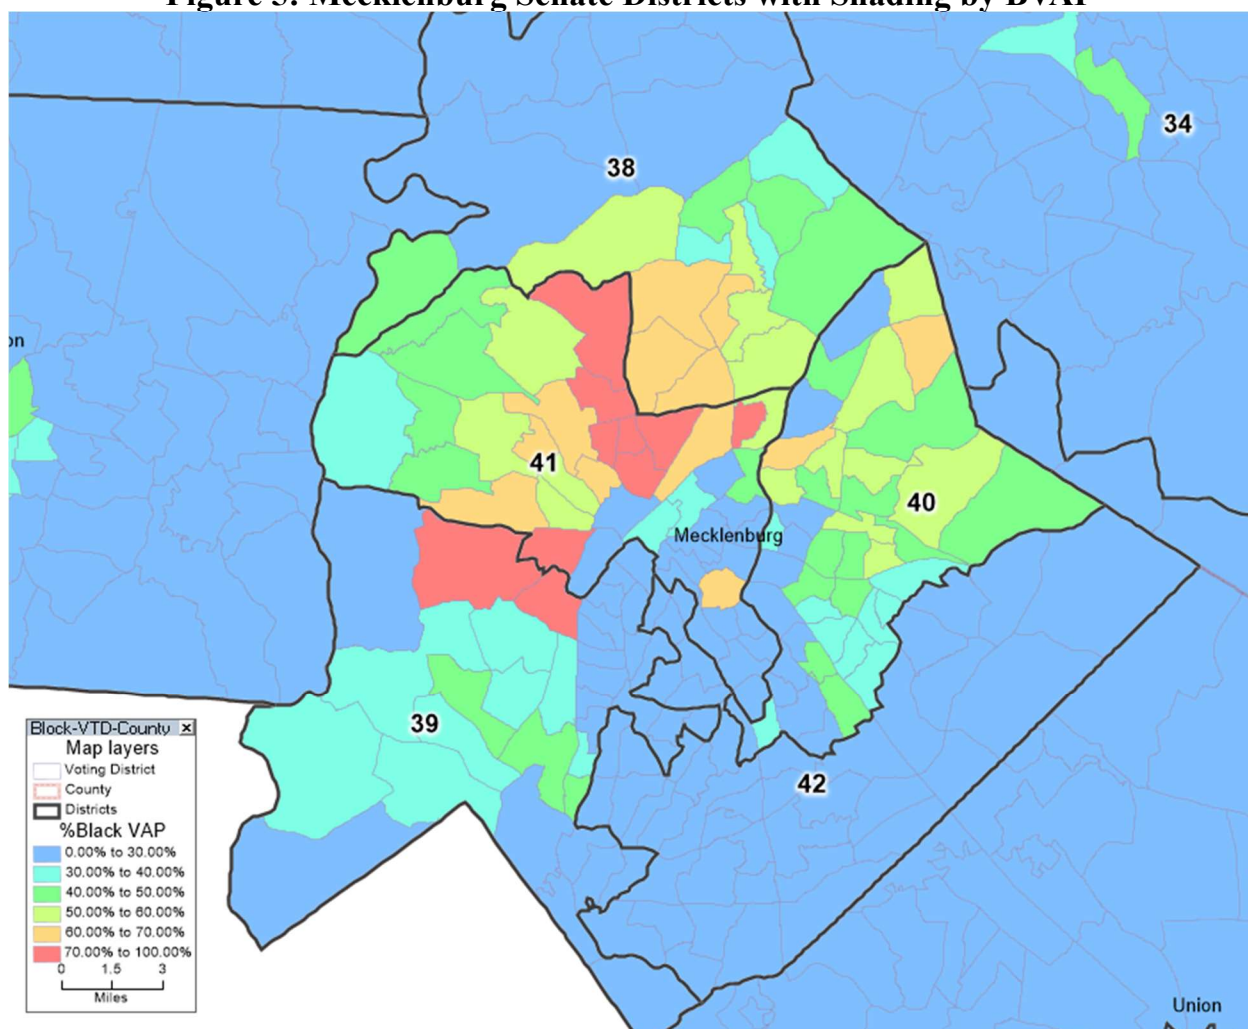 Figure 5: Mecklenburg Senate Districts with Shading by BVAP
34
38
on
41
40
Mecklenburg
39
42
Block-VTD-County x
Map layers
Voting District
County
Districts
%Black VAP
0.00% to 30.00%
30.00% to 40.00%
40.00% to 50.00%
50.00% to 60.00%
60.00% to 70.00%
70.00% to 100.00%
0 1.5 3
Miles
Union